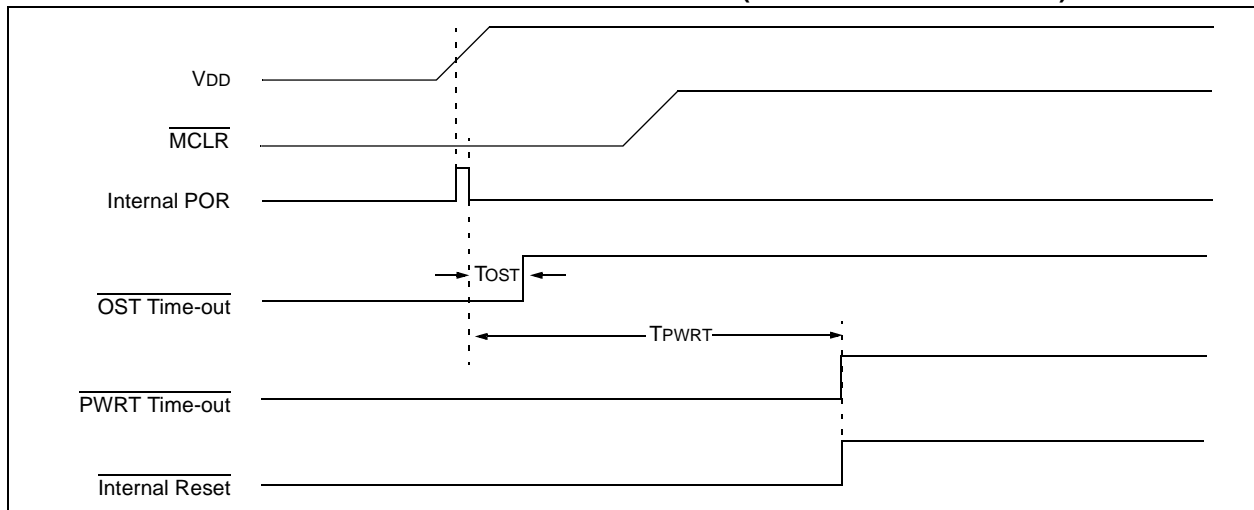 VDD
MCLR
Internal POR
TOST
OST Time-out
TPWRT
PWRT Time-out
Internal Reset